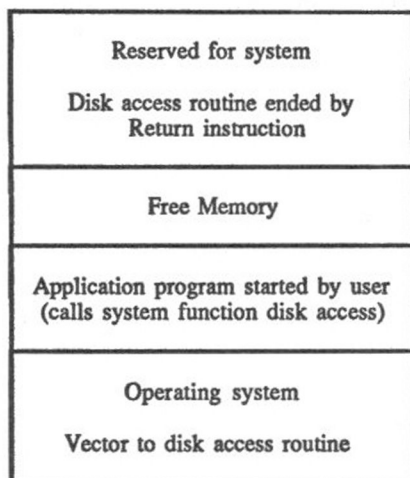 Reserved for system
Disk access routine ended by
Return instruction
Free Memory
Application program started by user
(calls system function disk access)
Operating system
Vector to disk access routine